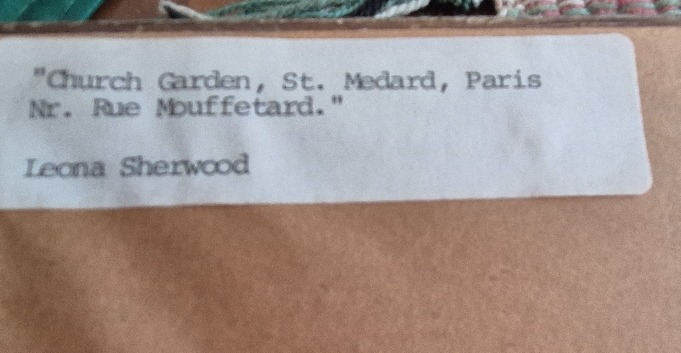 "Church Garden, St. Medard, Paris
Nr. Rue Mouffetard."
Leona Sherwood